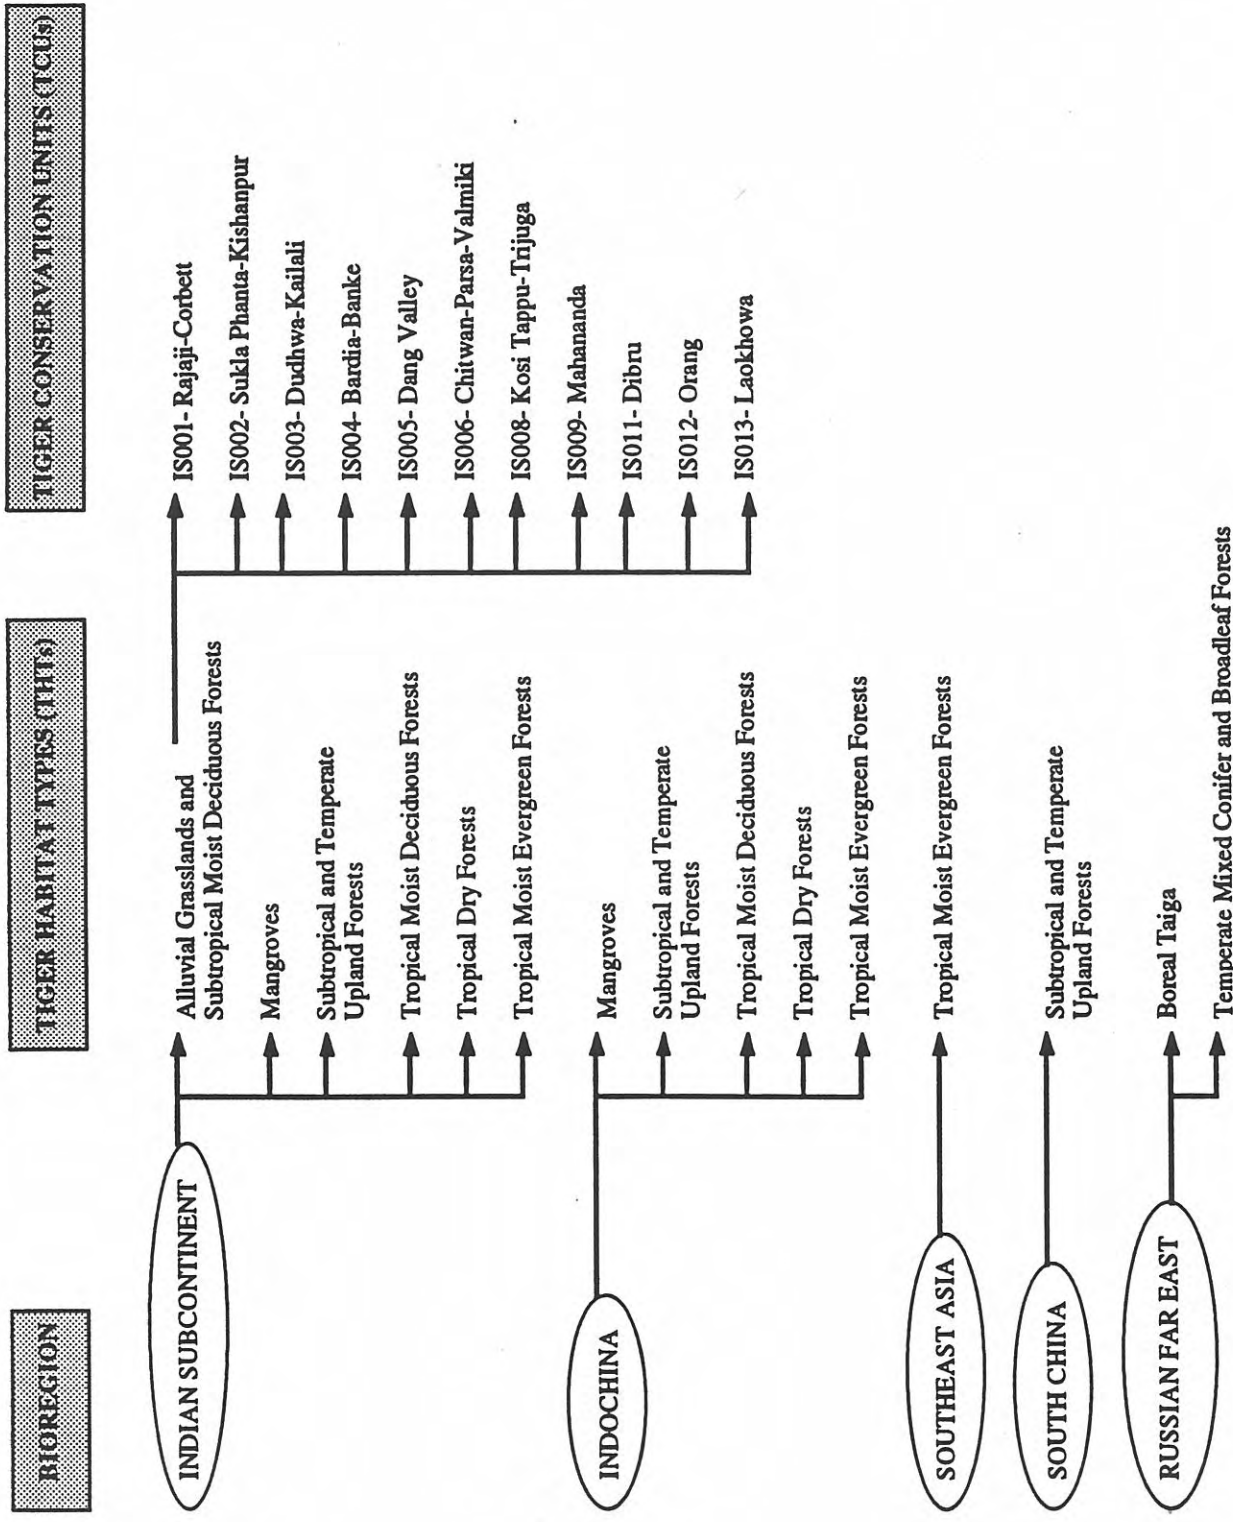 BIOREGION
TIGER HABITAT TYPES (THTs)
TIGER CONSERVATION UNITS (TCUs)
INDIAN SUBCONTINENT
Alluvial Grasslands and
Subtropical Moist Deciduous Forests
Mangroves
Subtropical and Temperate
Upland Forests
Tropical Moist Deciduous Forests
Tropical Dry Forests
Tropical Moist Evergreen Forests
IS001- Rajaji-Corbett
IS002- Sukla Phanta-Kishanpur
IS003- Dudhwa-Kailali
IS004- Bardia-Banke
IS005- Dang Valley
IS006- Chitwan-Parsa-Valmiki
IS008- Kosi Tappu-Trijuga
IS009- Mahananda
IS011- Dibru
IS012- Orang
IS013- Laokhowa
INDOCHINA
Mangroves
Subtropical and Temperate
Upland Forests
Tropical Moist Deciduous Forests
Tropical Dry Forests
Tropical Moist Evergreen Forests
SOUTHEAST ASIA
Tropical Moist Evergreen Forests
SOUTH CHINA
Subtropical and Temperate
Upland Forests
RUSSIAN FAR EAST
Boreal Taiga
Temperate Mixed Conifer and Broadleaf Forests